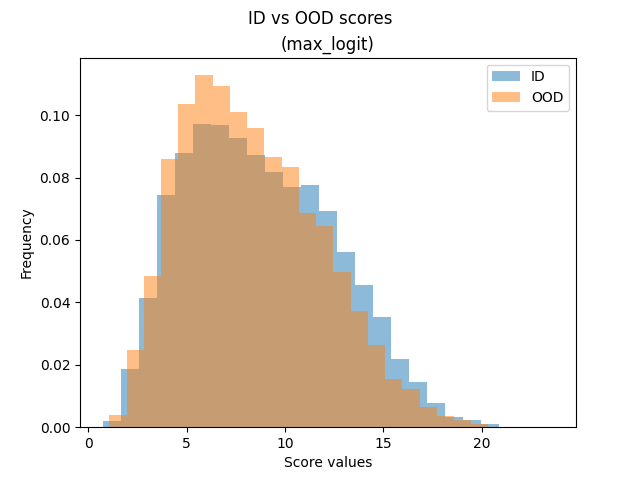 ID vs OOD scores
(max_logit)
ID
OOD
0.10
0.08
0.06
0.04
0.02
0.00
Frequency
0
5
10
15
20
Score values